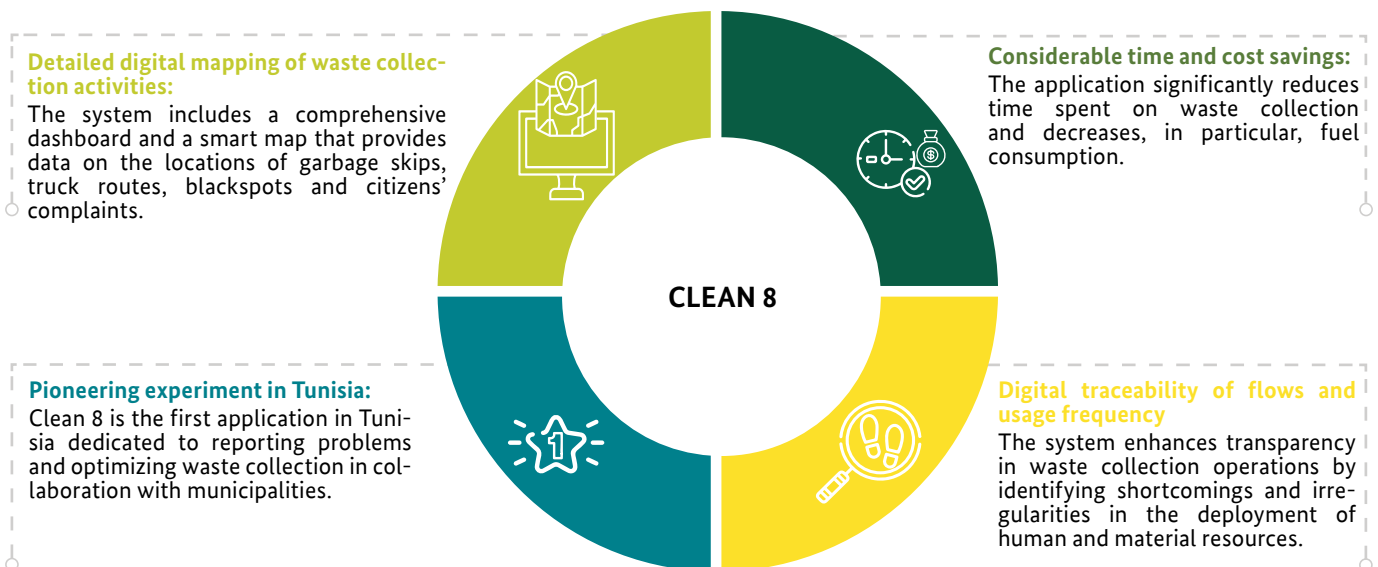 Detailed digital mapping of waste collec-
tion activities:
The system includes a comprehensive
dashboard and a smart map that provides
data on the locations of garbage skips,
truck routes, blackspots and citizens’
complaints.
Considerable time and cost savings:
The application significantly reduces
time spent on waste collection
and decreases, in particular, fuel
consumption.
$
CLEAN 8
Pioneering experiment in Tunisia:
Clean 8 is the first application in Tuni-
sia dedicated to reporting problems
and optimizing waste collection in col-
laboration with municipalities.
1
Digital traceability of flows and
usage frequency
The system enhances transparency
in waste collection operations by
identifying shortcomings and irre-
gularities in the deployment of
human and material resources.